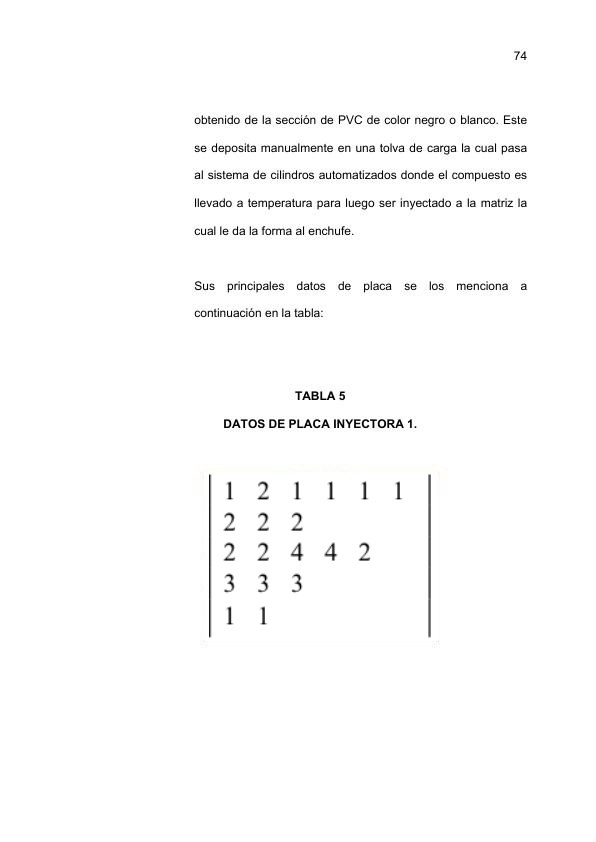 74
obtenido de la sección de PVC de color negro o blanco. Este
se deposita manualmente en una tolva de carga la cual pasa
al sistema de cilindros automatizados donde el compuesto es
llevado a temperatura para luego ser inyectado a la matriz la
cual le da la forma al enchufe.
Sus principales datos de placa se los menciona a
continuación en la tabla:
TABLA 5
DATOS DE PLACA INYECTORA 1.
1 2 1 1 1 1
2 2 2
2 2 4 4 2
3 3 3
1 1